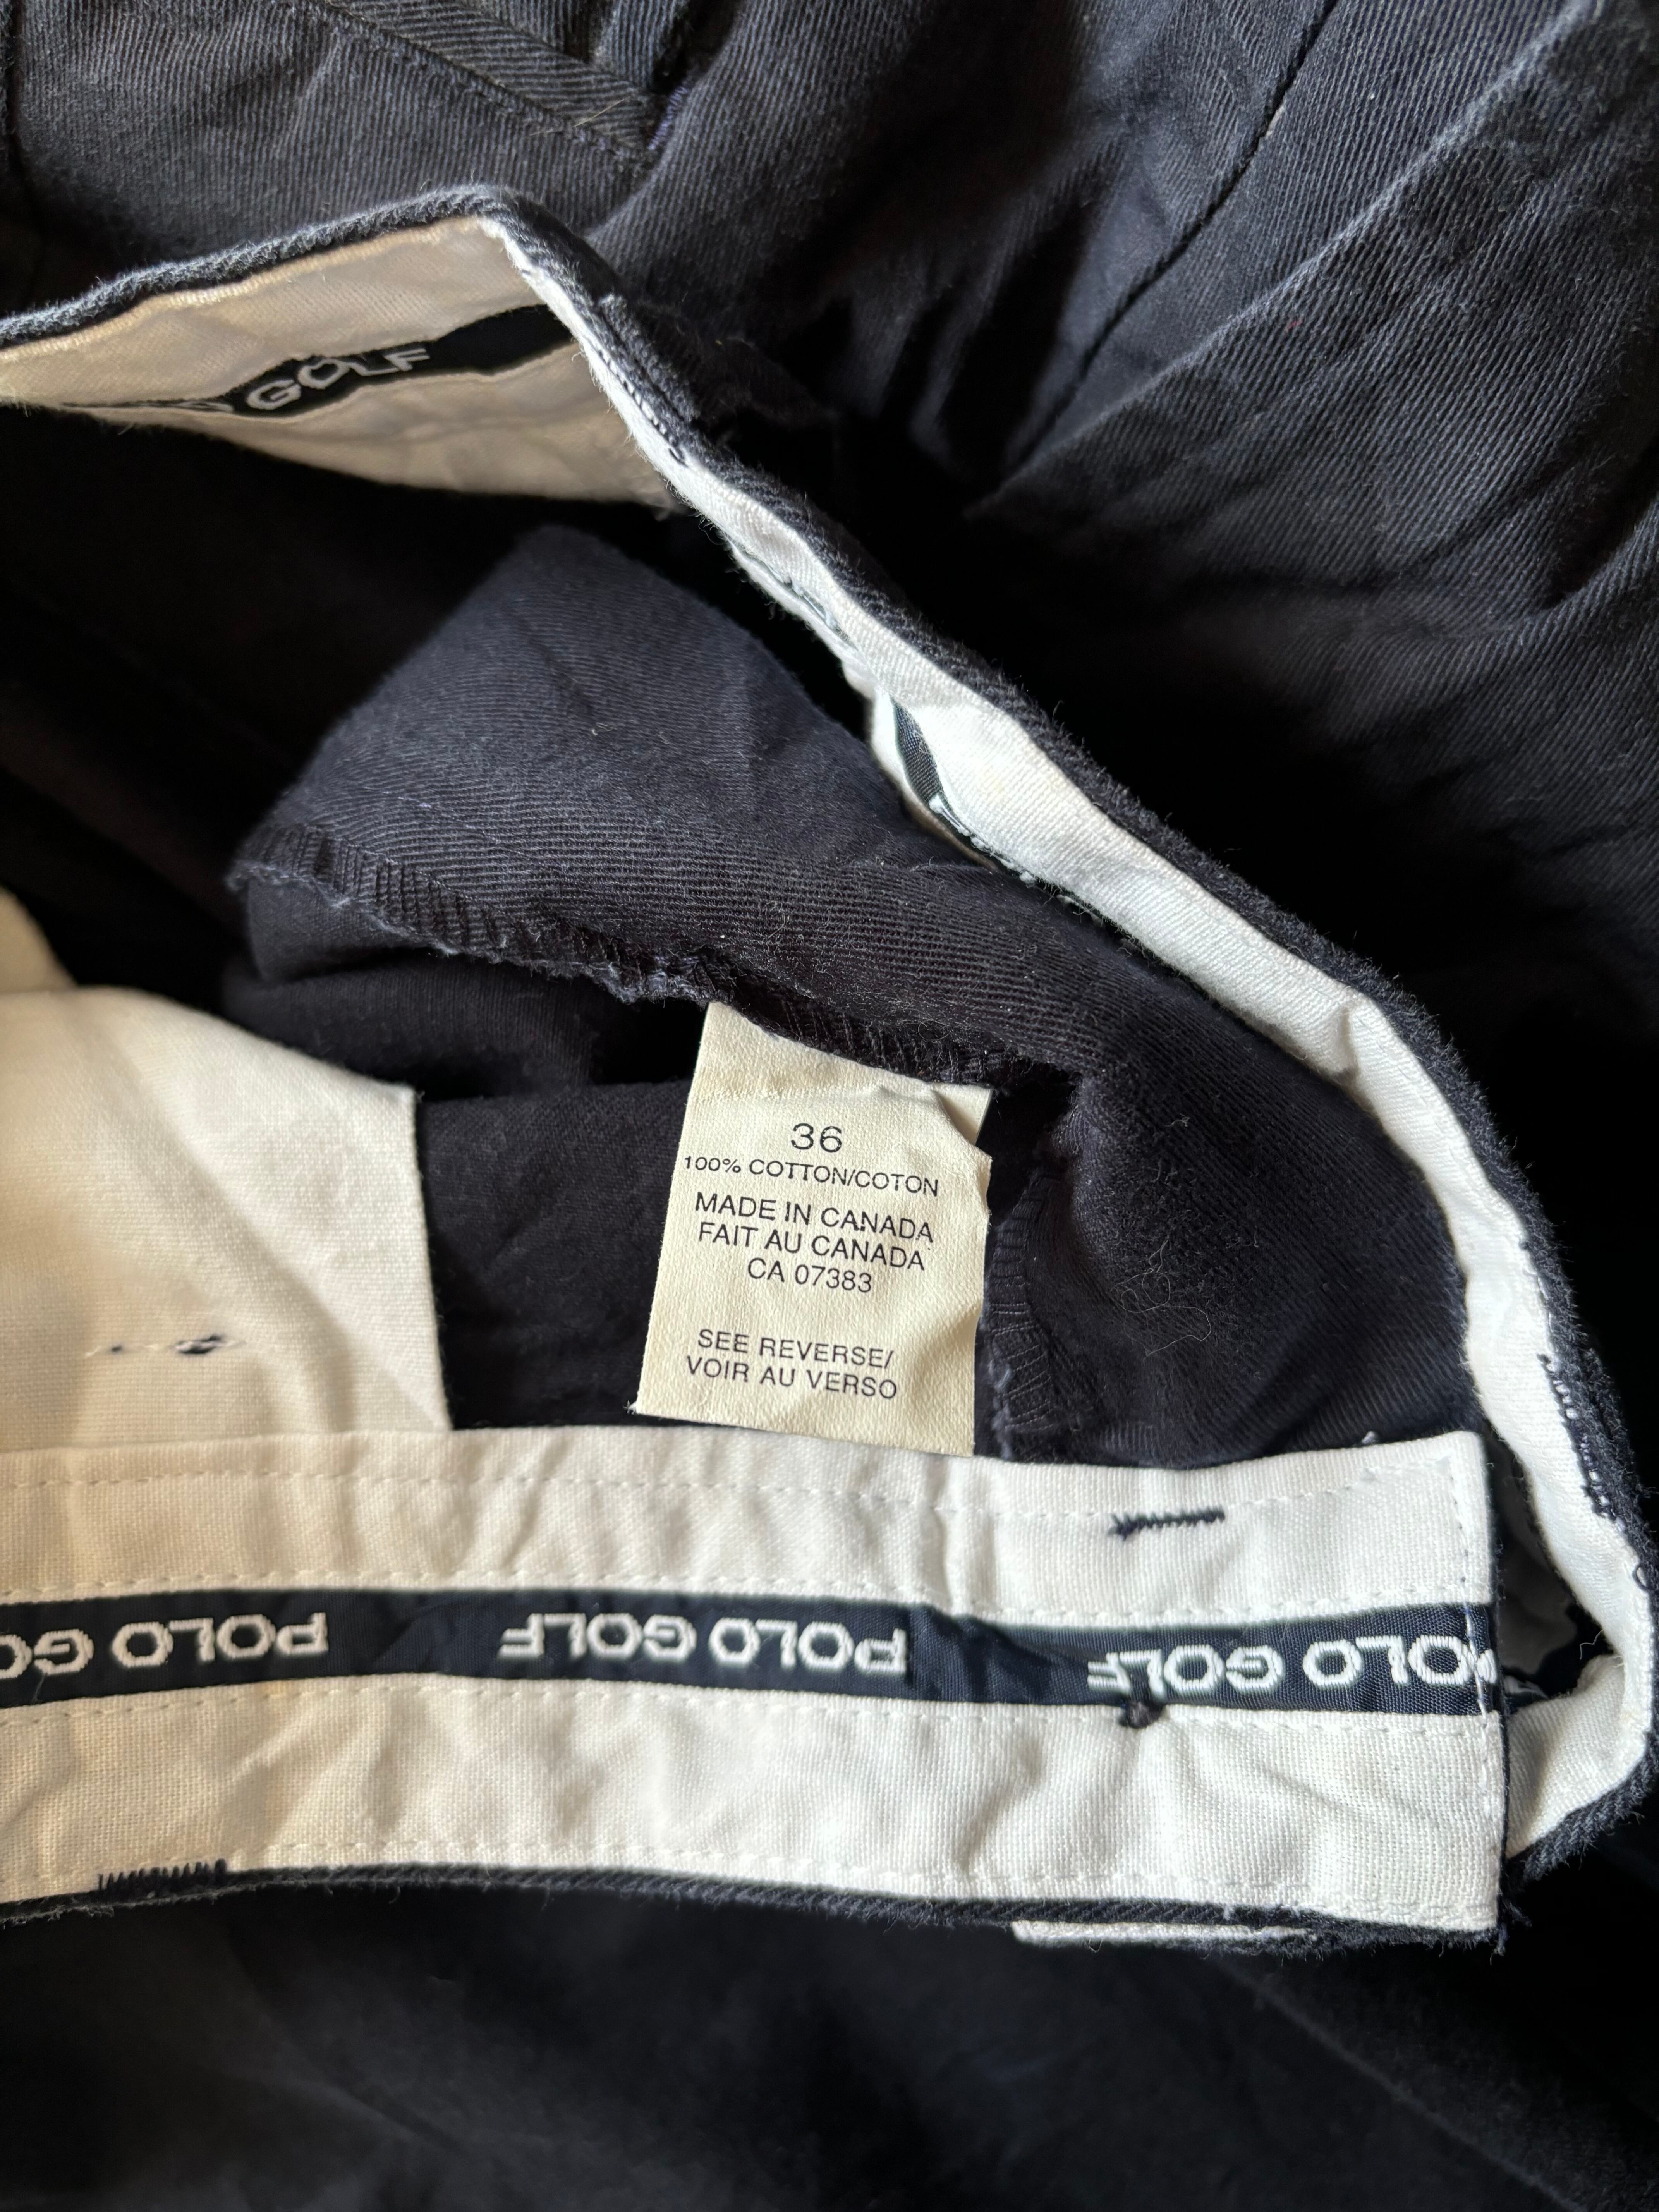 GOLF
36
100% COTTON/COTON
MADE IN CANADA
FAIT AU CANADA
CA 07383
SEE REVERSE/
VOIR AU VERSO
POLO GOLF POLO GOLF POLO